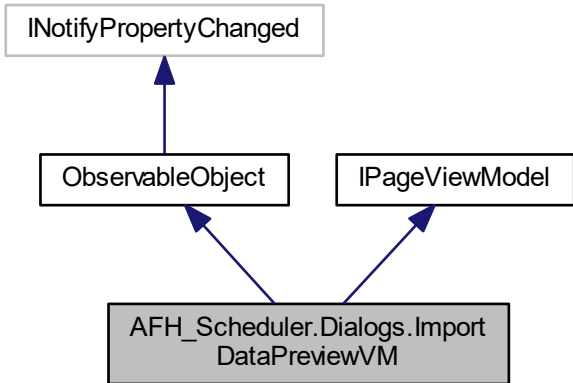 INotifyPropertyChanged
ObservableObject
IPageViewModel
AFH_Scheduler.Dialogs.Import
DataPreviewVM